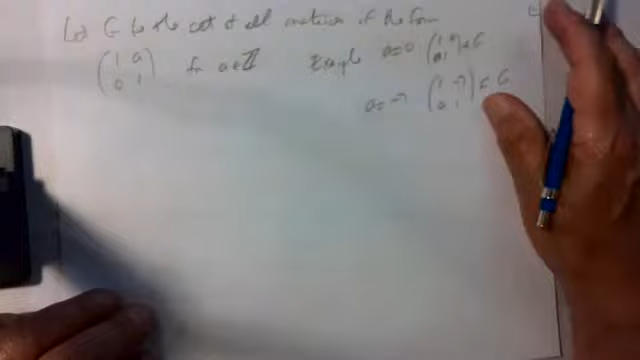 Let G be the set of all matrices of the form
( 1 a
0 1 ) for a ∈ ℤ Example a=0 ( 1 0
0 1 ) ∈ G
a=-7 ( 1 -7
0 1 ) ∈ G